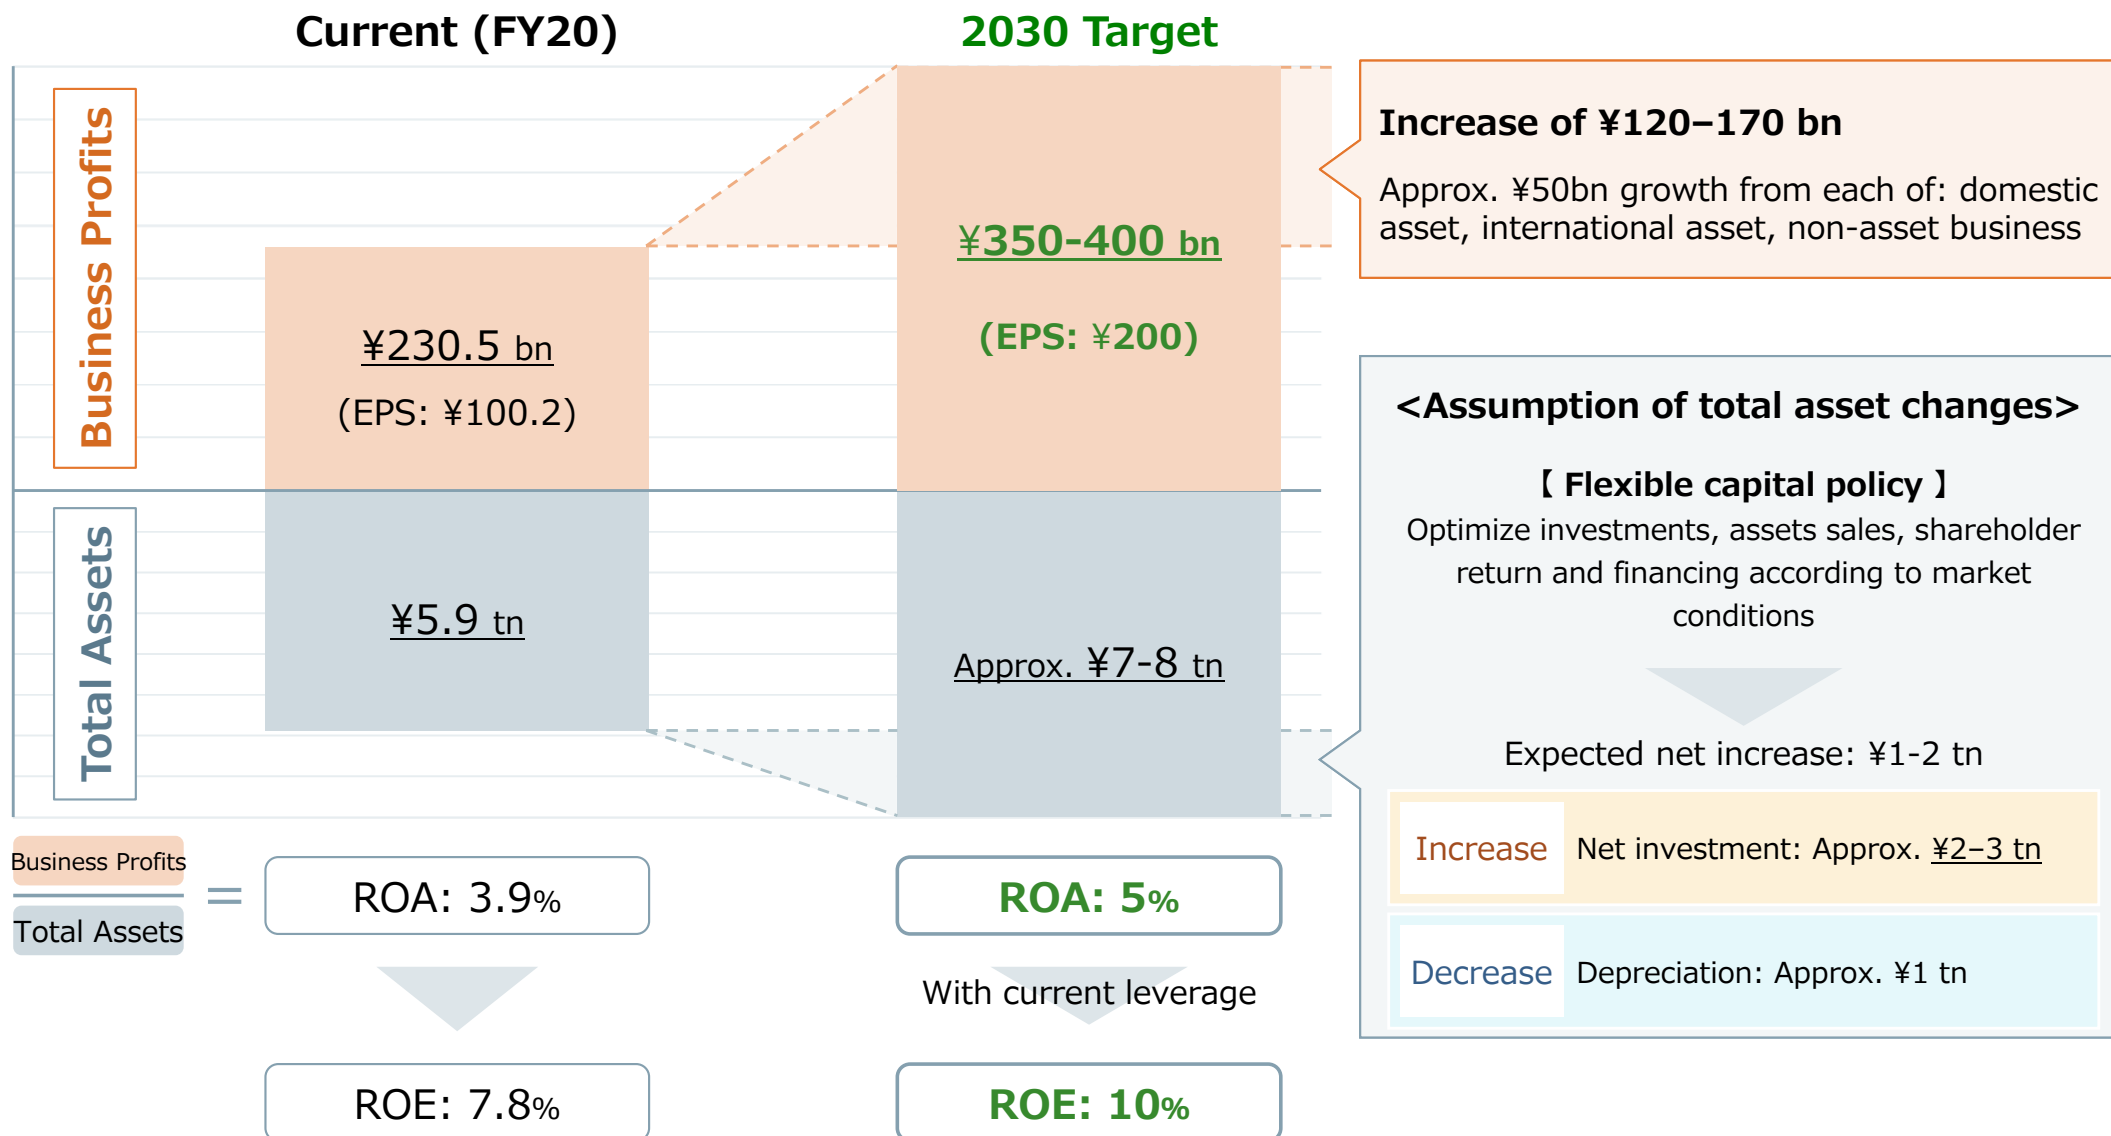 Current (FY20)
2030 Target
Business Profits
¥230.5 bn
(EPS: ¥100.2)
¥350-400 bn
(EPS: ¥200)
Increase of ¥120–170 bn
Approx. ¥50bn growth from each of: domestic
asset, international asset, non-asset business
Total Assets
¥5.9 tn
Approx. ¥7-8 tn
<Assumption of total asset changes>
【 Flexible capital policy 】
Optimize investments, assets sales, shareholder
return and financing according to market
conditions
Expected net increase: ¥1-2 tn
Increase
Net investment: Approx. ¥2–3 tn
Decrease
Depreciation: Approx. ¥1 tn
Business Profits
Total Assets
=
ROA: 3.9%
ROA: 5%
With current leverage
ROE: 7.8%
ROE: 10%